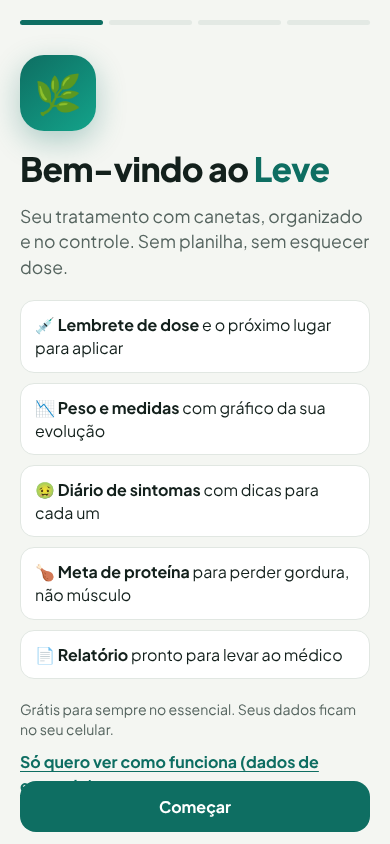 Bem-vindo ao Leve
Seu tratamento com canetas, organizado
e no controle. Sem planilha, sem esquecer
dose.
💉 Lembrete de dose e o próximo lugar
para aplicar
📉 Peso e medidas com gráfico da sua
evolução
🤢 Diário de sintomas com dicas para
cada um
🍗 Meta de proteína para perder gordura,
não músculo
📄 Relatório pronto para levar ao médico
Grátis para sempre no essencial. Seus dados ficam
no seu celular.
Só quero ver como funciona (dados de
Começar